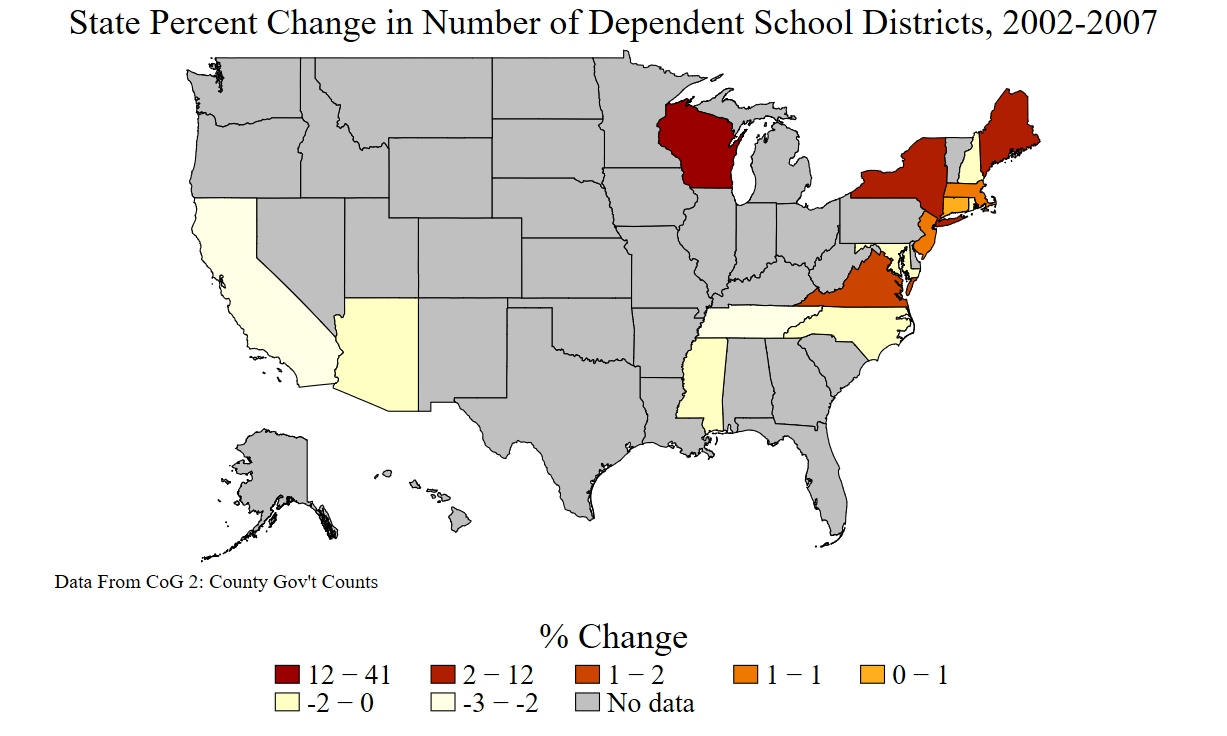 State Percent Change in Number of Dependent School Districts, 2002-2007
Data From CoG 2: County Gov't Counts
% Change
12 − 41 2 − 12 1 − 2 1 − 1 0 − 1
-2 − 0 -3 − -2 No data